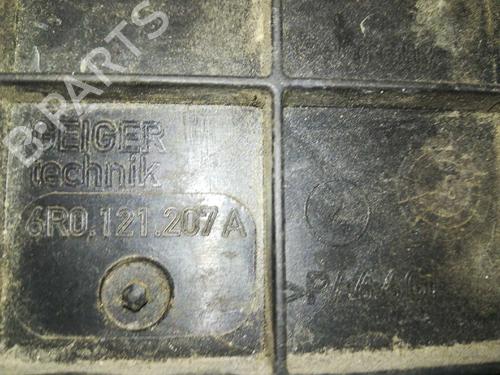 B-PARTS
GEIGER
technik
6R0.121.207 A